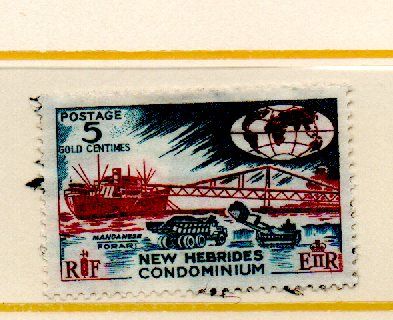 POSTAGE
5
GOLD CENTIMES
MANGANESE
FORARI
NEW HEBRIDES
CONDOMINIUM
RF
EIIR